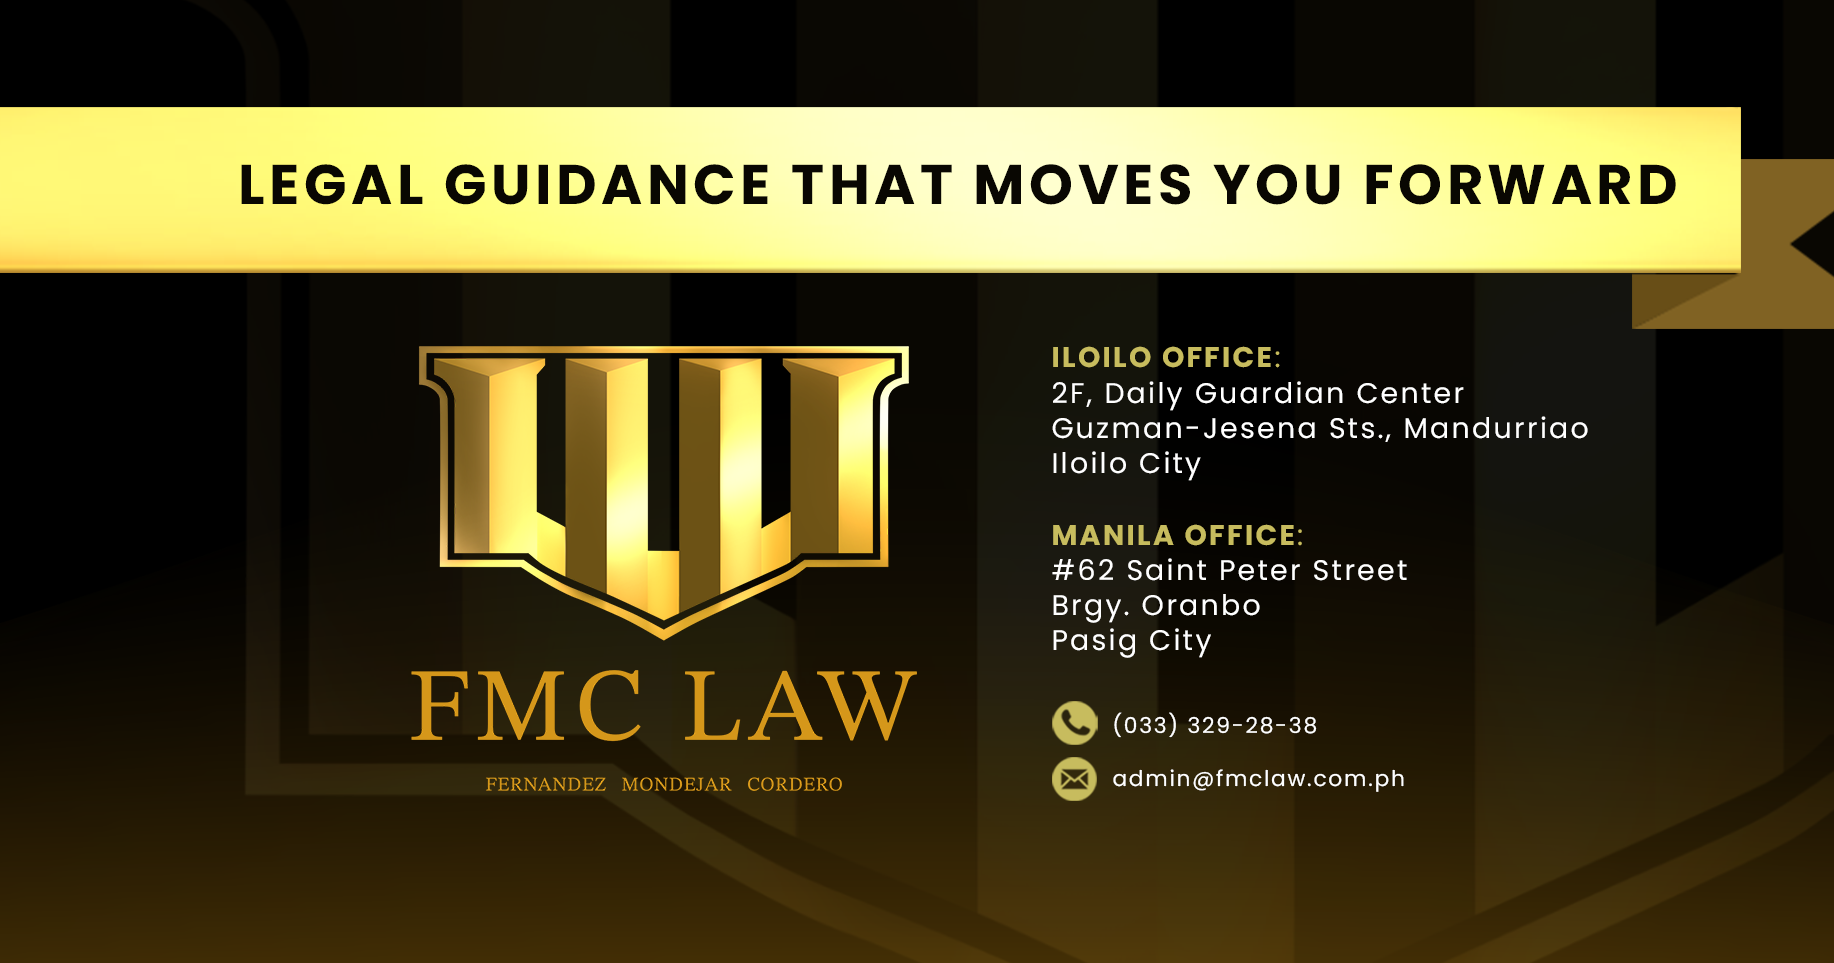 LEGAL GUIDANCE THAT MOVES YOU FORWARD
FMC LAW
FERNANDEZ MONDEJAR CORDERO
ILOILO OFFICE:
2F, Daily Guardian Center
Guzman-Jesena Sts., Mandurriao
Iloilo City
MANILA OFFICE:
#62 Saint Peter Street
Brgy. Oranbo
Pasig City
(033) 329-28-38
admin@fmclaw.com.ph